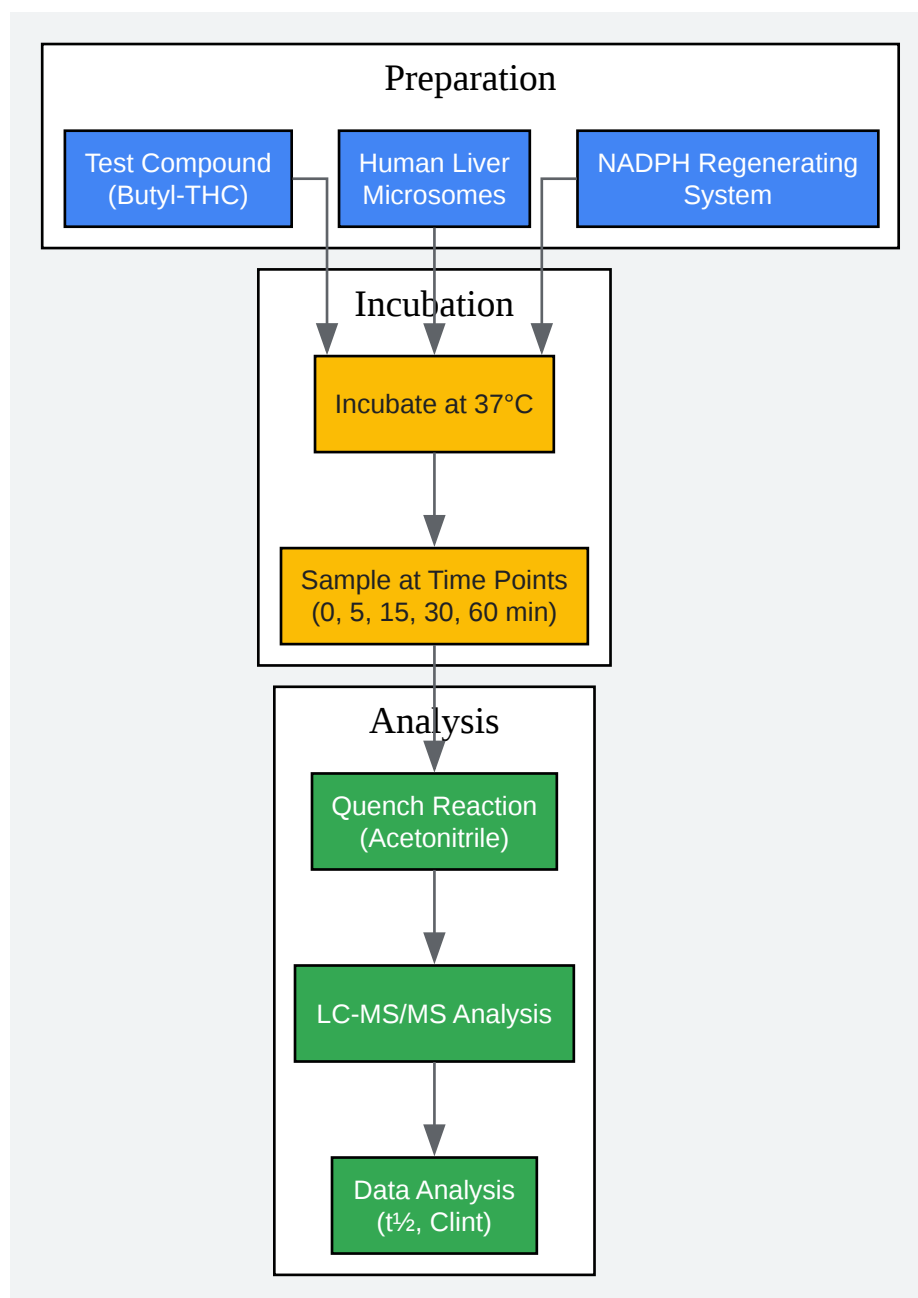 Preparation
Test Compound
(Butyl-THC)
Human Liver
Microsomes
NADPH Regenerating
System
Incubation
Incubate at 37°C
Sample at Time Points
(0, 5, 15, 30, 60 min)
Analysis
Quench Reaction
(Acetonitrile)
LC-MS/MS Analysis
Data Analysis
(t½, Clint)